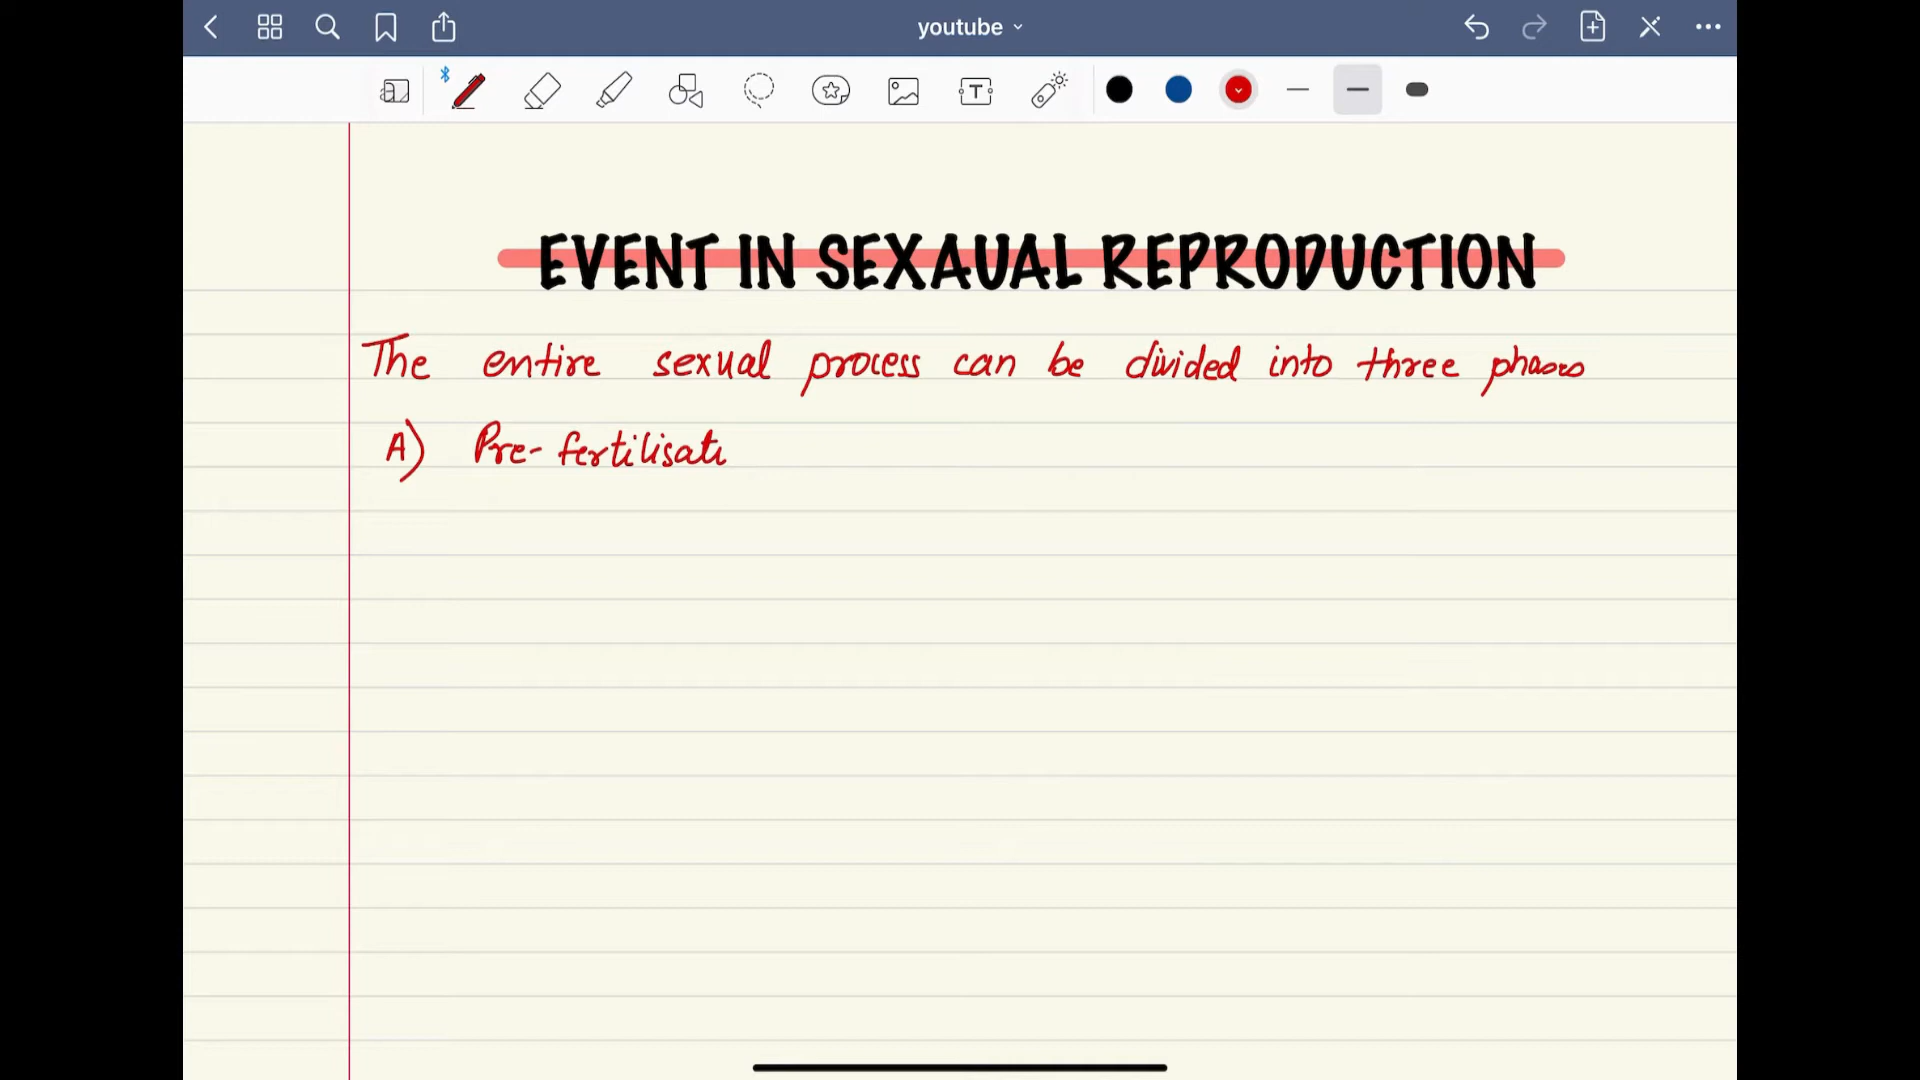 youtube
EVENT IN SEXAUAL REPRODUCTION
The entire sexual process can be divided into three phases
A) Pre-fertilisati